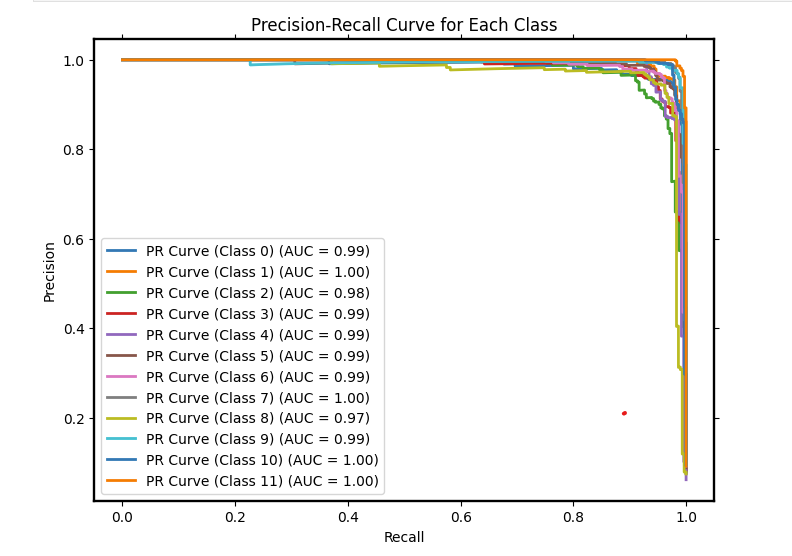 Precision-Recall Curve for Each Class
1.0
0.8
0.6
0.4
0.2
Precision
PR Curve (Class 0) (AUC = 0.99)
PR Curve (Class 1) (AUC = 1.00)
PR Curve (Class 2) (AUC = 0.98)
PR Curve (Class 3) (AUC = 0.99)
PR Curve (Class 4) (AUC = 0.99)
PR Curve (Class 5) (AUC = 0.99)
PR Curve (Class 6) (AUC = 0.99)
PR Curve (Class 7) (AUC = 1.00)
PR Curve (Class 8) (AUC = 0.97)
PR Curve (Class 9) (AUC = 0.99)
PR Curve (Class 10) (AUC = 1.00)
PR Curve (Class 11) (AUC = 1.00)
0.0 0.2 0.4 0.6 0.8 1.0
Recall